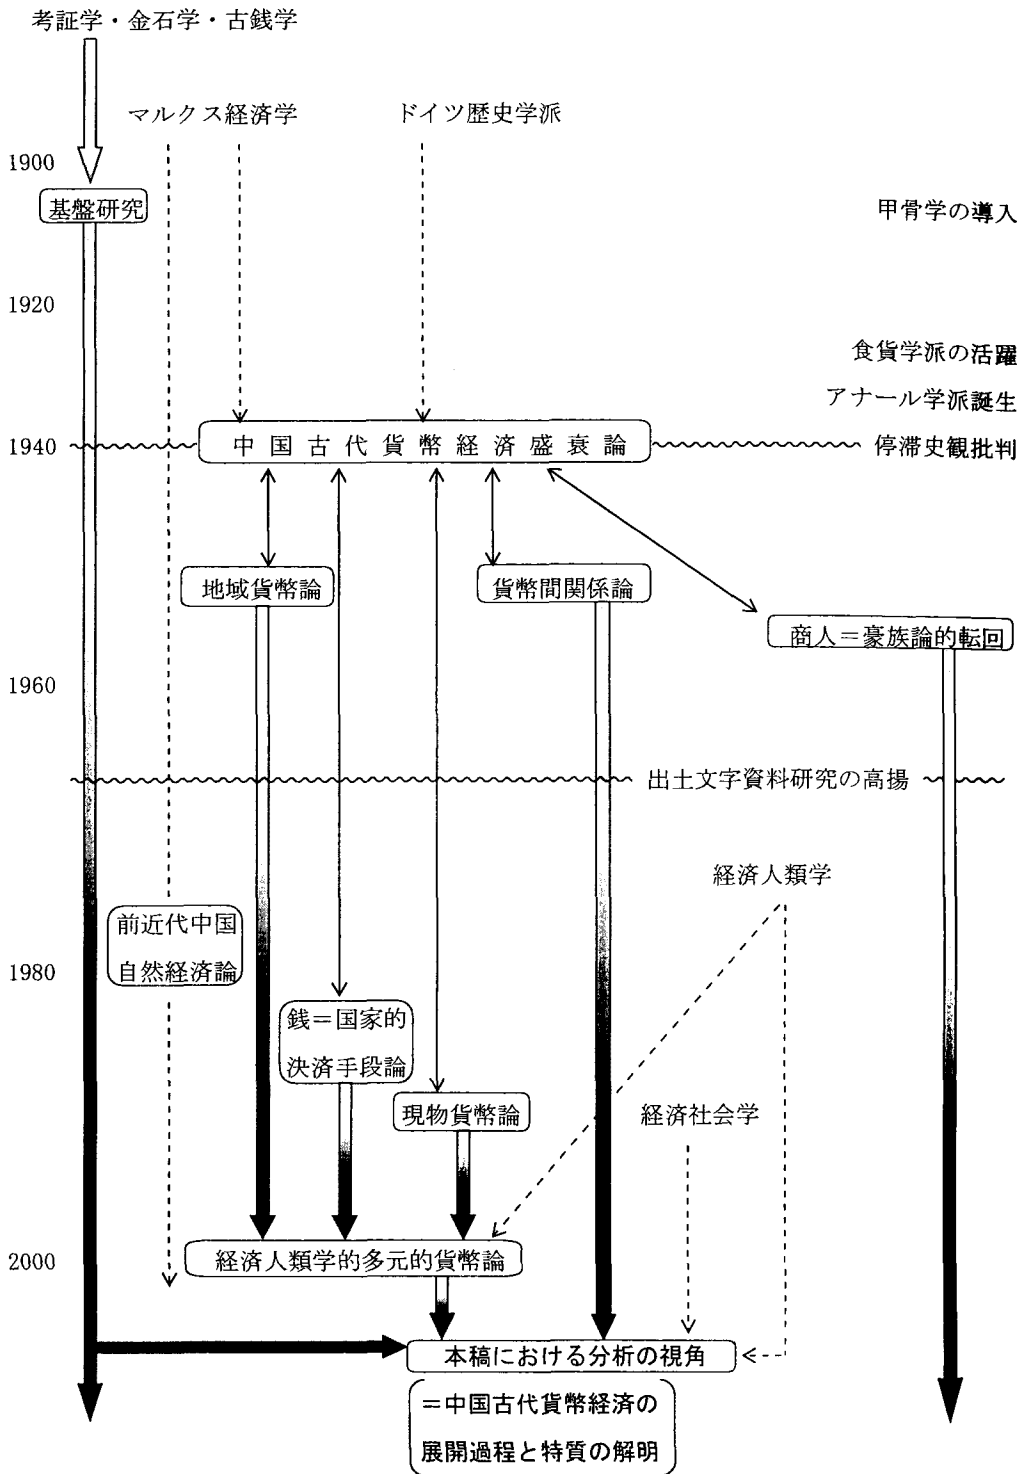 考証学・金石学・古銭学
マルクス経済学
ドイツ歴史学派
1900
基盤研究
甲骨学の導入
1920
食貨学派の活躍
アナール学派誕生
1940
中国古代貨幣経済盛衰論
停滞史観批判
地域貨幣論
貨幣間関係論
商人=豪族論的転回
1960
出土文字資料研究の高揚
経済人類学
前近代中国
自然経済論
1980
銭=国家的
決済手段論
現物貨幣論
経済社会学
2000
経済人類学的多元的貨幣論
本稿における分析の視角
=中国古代貨幣経済の
展開過程と特質の解明